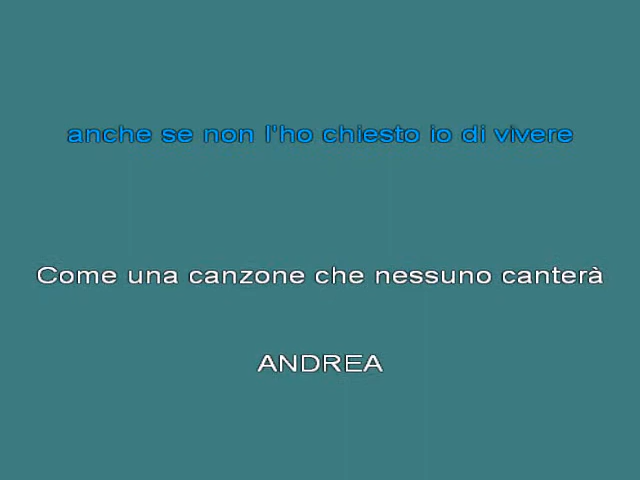 anche se non l'ho chiesto io di vivere
Come una canzone che nessuno canterà
ANDREA